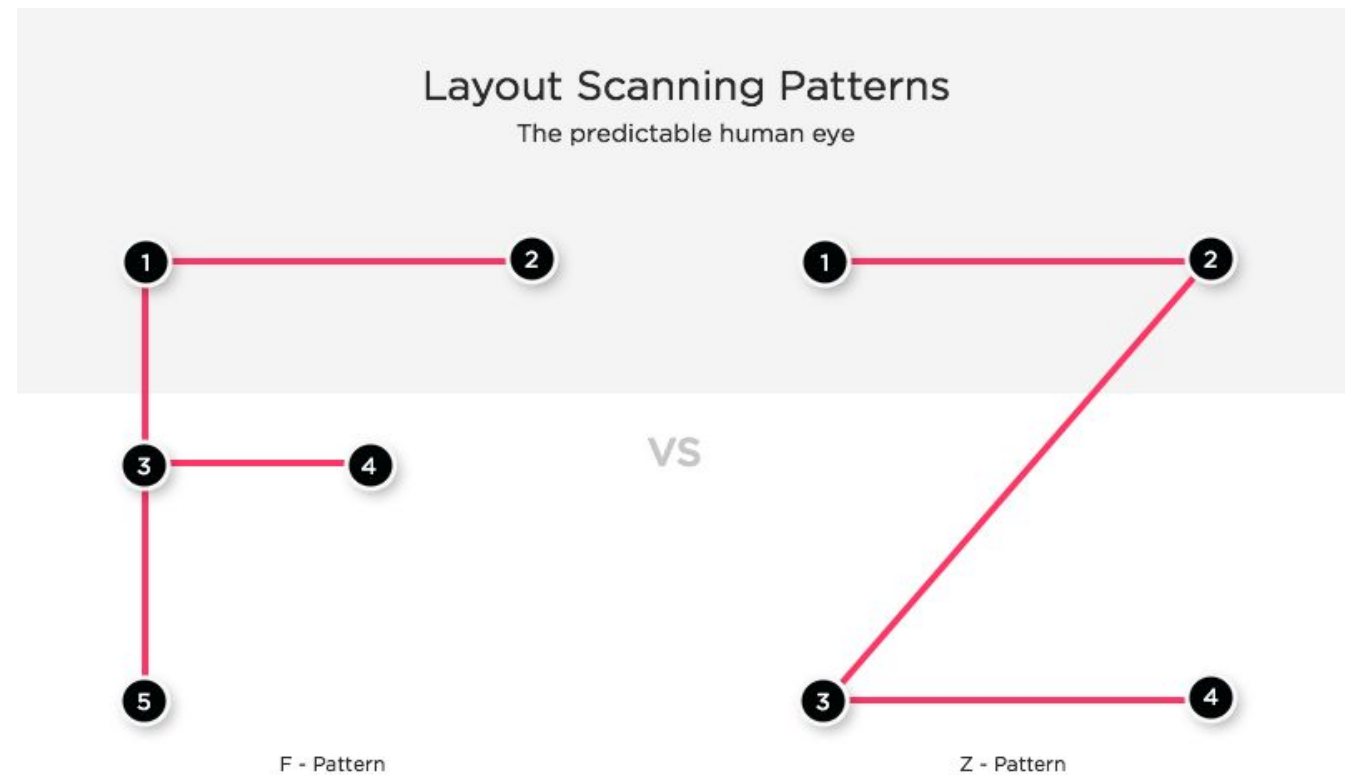 Layout Scanning Patterns
The predictable human eye
1
2
1
2
3
4
VS
5
3
4
F - Pattern
Z - Pattern